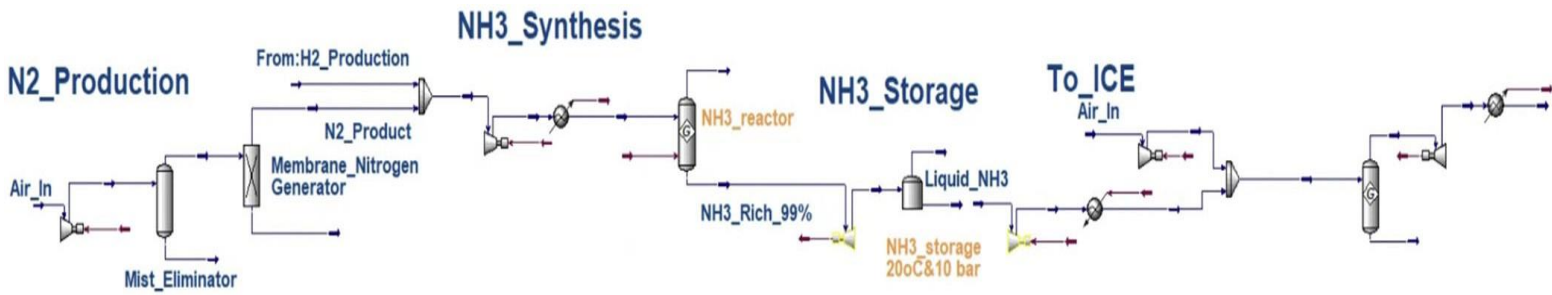 NH3_Synthesis
N2_Production
From:H2_Production
N2_Product
Air_In
Membrane_Nitrogen
Generator
Mist_Eliminator
G
NH3_reactor
NH3_Rich_99%
NH3_Storage
Liquid_NH3
NH3_storage
20oC&10 bar
To_ICE
Air_In
G